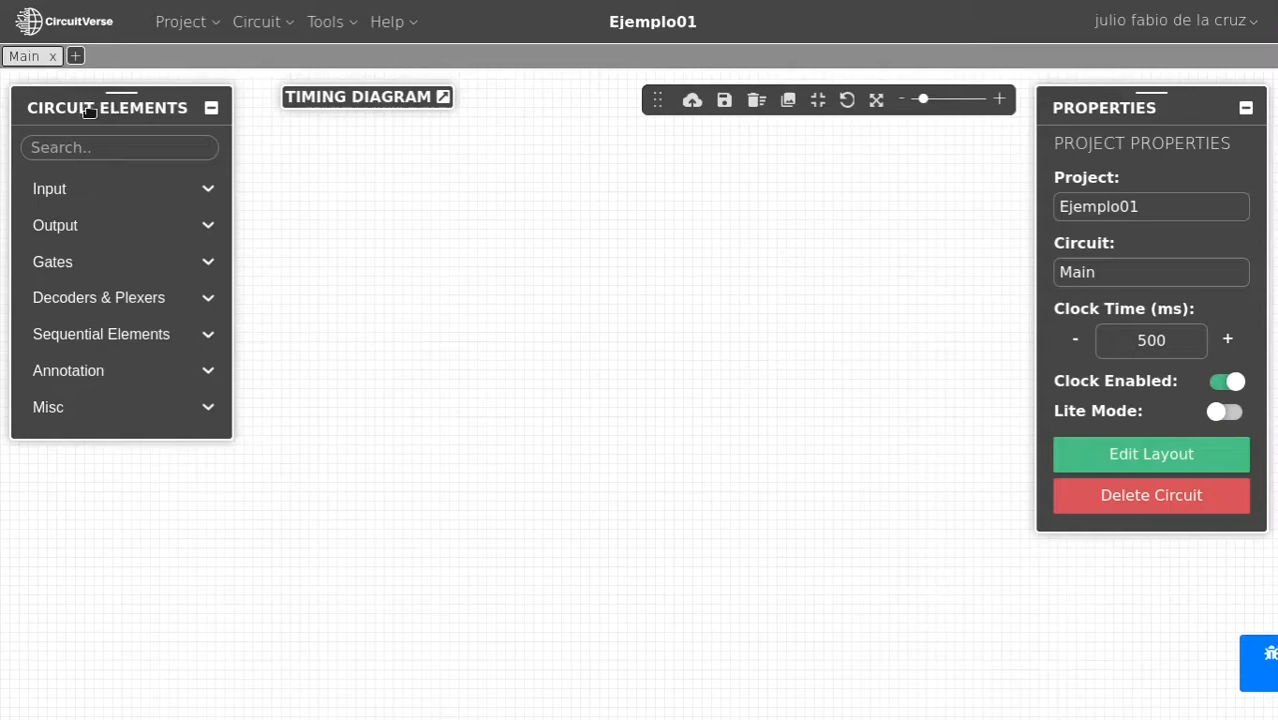 CircuitVerse
Project
Circuit
Tools
Help
Ejemplo01
julio fabio de la cruz
Main x +
CIRCUIT ELEMENTS
Search..
Input
Output
Gates
Decoders & Plexers
Sequential Elements
Annotation
Misc
TIMING DIAGRAM
- +
PROPERTIES
PROJECT PROPERTIES
Project:
Ejemplo01
Circuit:
Main
Clock Time (ms):
- 500 +
Clock Enabled:
Lite Mode:
Edit Layout
Delete Circuit